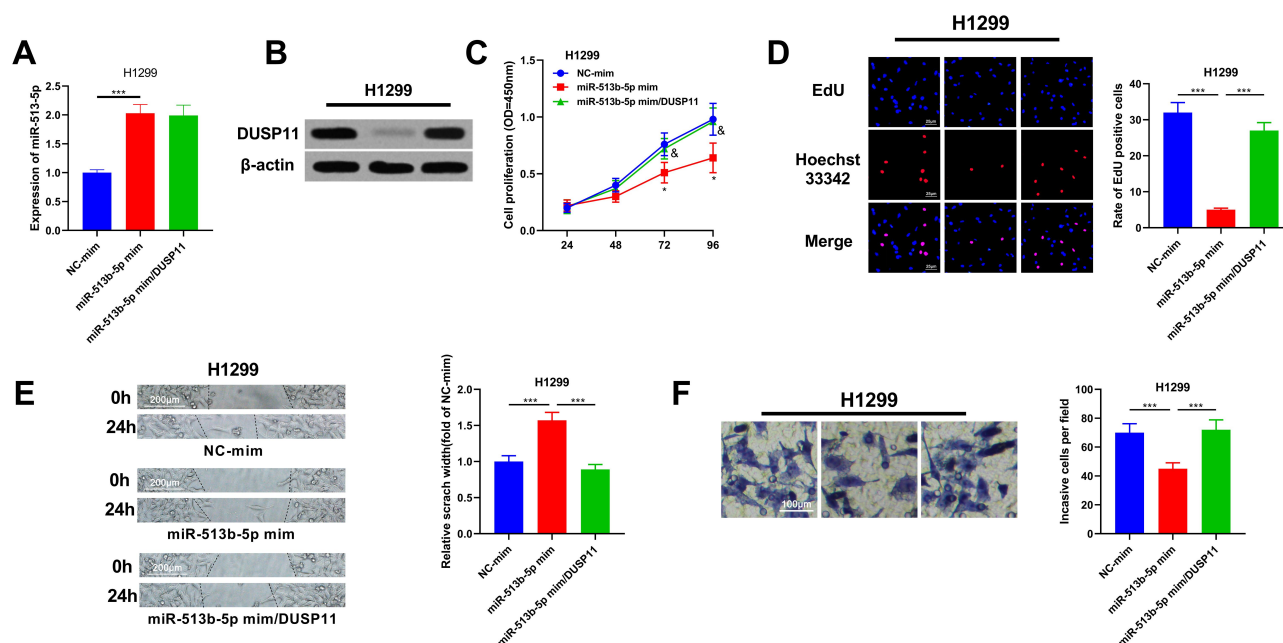 A
H1299
Expression of miR-513-5p
2.5
2.0
1.5
1.0
0.5
0.0
***
NC-mim
miR-513b-5p mim
miR-513b-5p mim/DUSP11
B
H1299
DUSP11
β-actin
C
H1299
NC-mim
miR-513b-5p mim
miR-513b-5p mim/DUSP11
Cell proliferation (OD=450nm)
1.5
1.0
0.5
0.0
24 48 72 96
&
&
*
*
D
H1299
EdU
Hoechst
33342
Merge
25μm
25μm
25μm
H1299
Rate of EdU positive cells
40
30
20
10
0
*** ***
NC-mim
miR-513b-5p mim
miR-513b-5p mim/DUSP11
E
H1299
0h
200μm
24h
NC-mim
0h
200μm
24h
miR-513b-5p mim
0h
200μm
24h
miR-513b-5p mim/DUSP11
H1299
Relative scrach width(fold of NC-mim)
2.0
1.5
1.0
0.5
0.0
*** ***
NC-mim
miR-513b-5p mim
miR-513b-5p mim/DUSP11
F
H1299
100μm
H1299
Incasive cells per field
100
80
60
40
20
0
*** ***
NC-mim
miR-513b-5p mim
miR-513b-5p mim/DUSP11